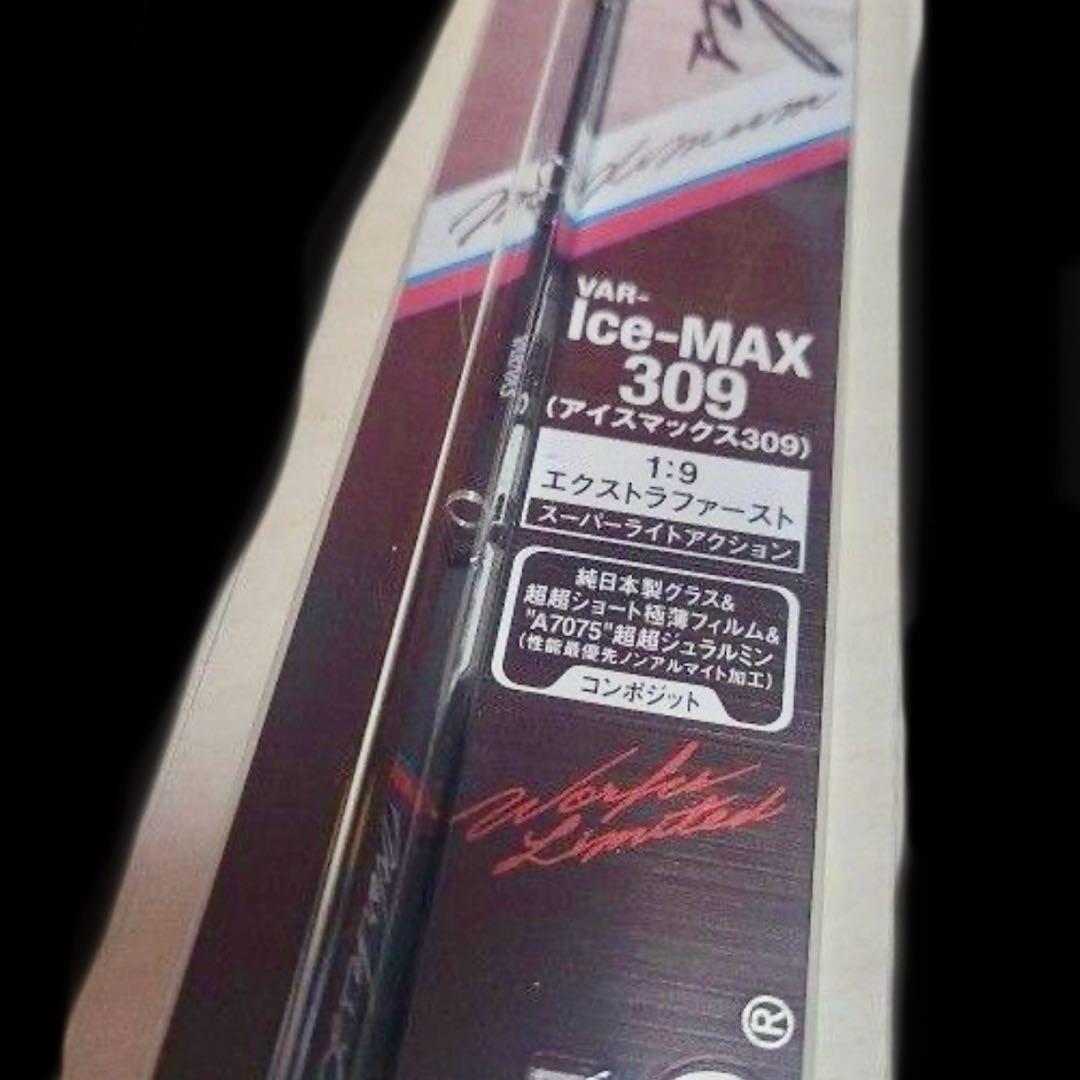 VAR-
Ice-MAX
309
(アイスマックス309)
1:9
エクストラファースト
スーパーライトアクション
純日本製グラス&
超超ショート極薄フィルム&
"A7075"超超ジュラルミン
(性能最優先ノンアルマイト加工)
コンポジット
Works
Limited
®